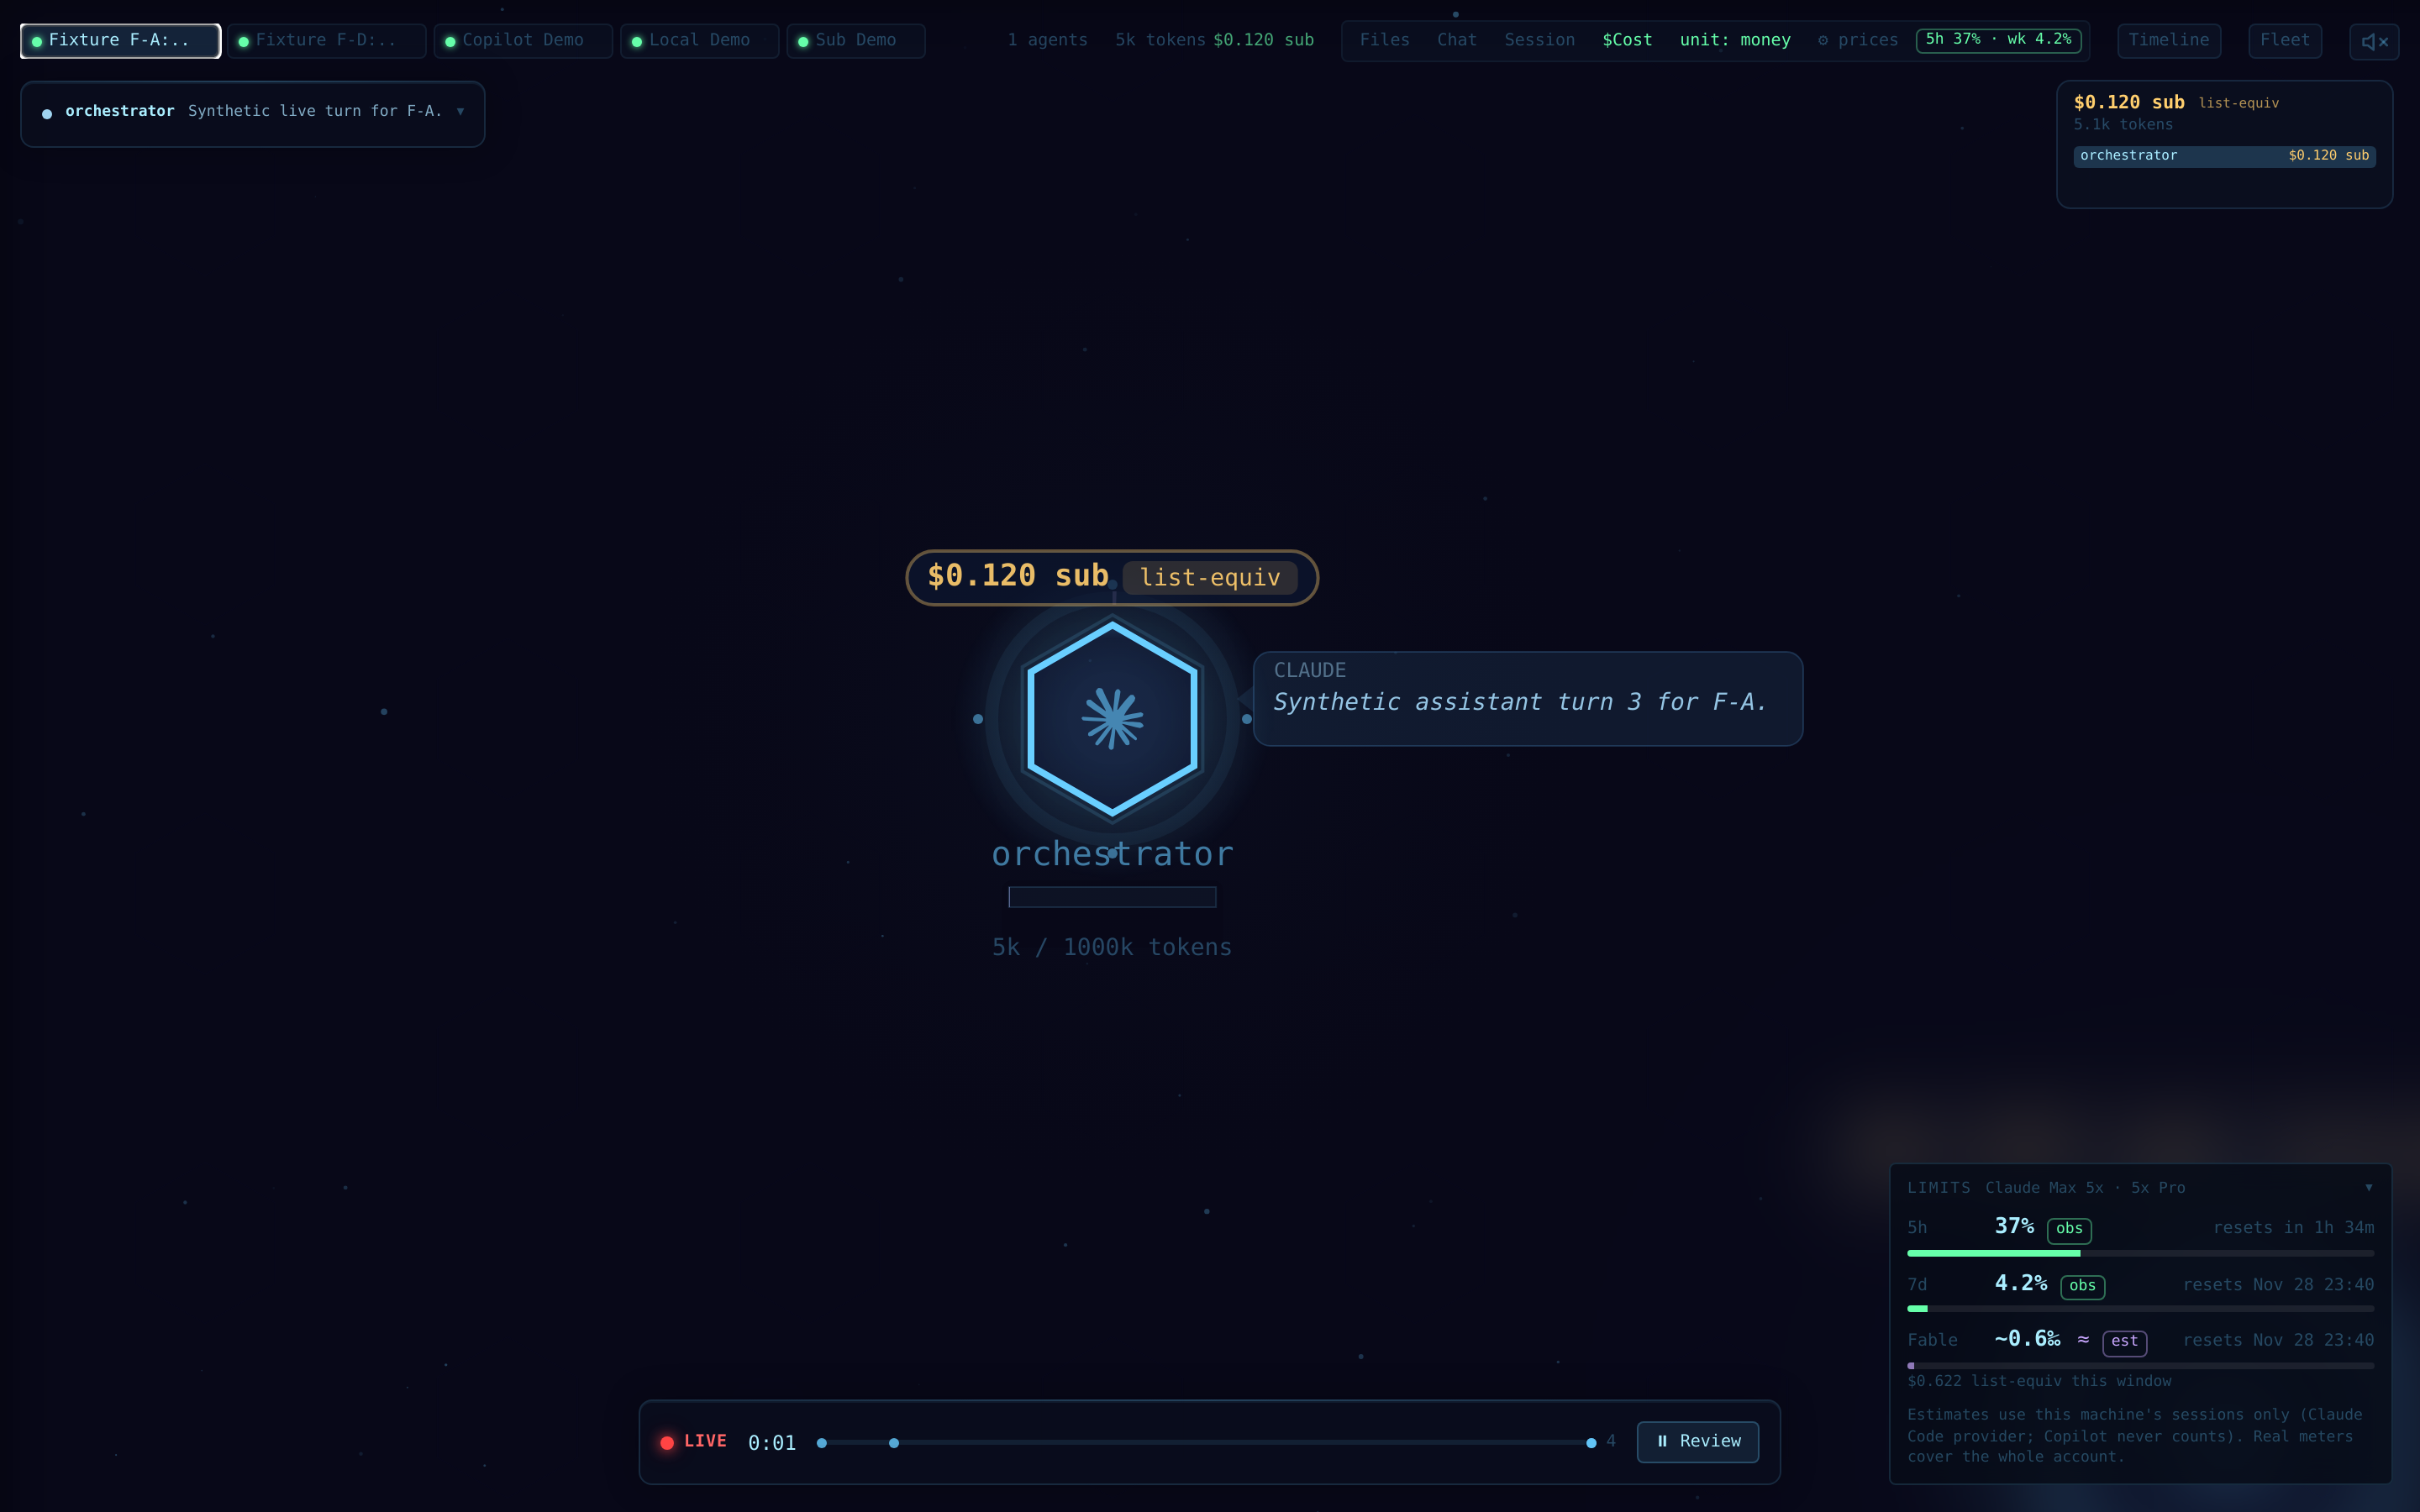 Fixture F-A:..
Fixture F-D:..
Copilot Demo
Local Demo
Sub Demo
1 agents
5k tokens $0.120 sub
Files
Chat
Session
$Cost
unit: money
⚙ prices
5h 37% · wk 4.2%
Timeline
Fleet
orchestrator Synthetic live turn for F-A. ▼
$0.120 sub list-equiv
5.1k tokens
orchestrator $0.120 sub
$0.120 sub list-equiv
CLAUDE
Synthetic assistant turn 3 for F-A.
orchestrator
5k / 1000k tokens
LIMITS Claude Max 5x · 5x Pro ▼
5h 37% obs resets in 1h 34m
7d 4.2% obs resets Nov 28 23:40
Fable ~0.6‰ ≈ est resets Nov 28 23:40
$0.622 list-equiv this window
Estimates use this machine's sessions only (Claude
Code provider; Copilot never counts). Real meters
cover the whole account.
LIVE 0:01 4 ⏸ Review